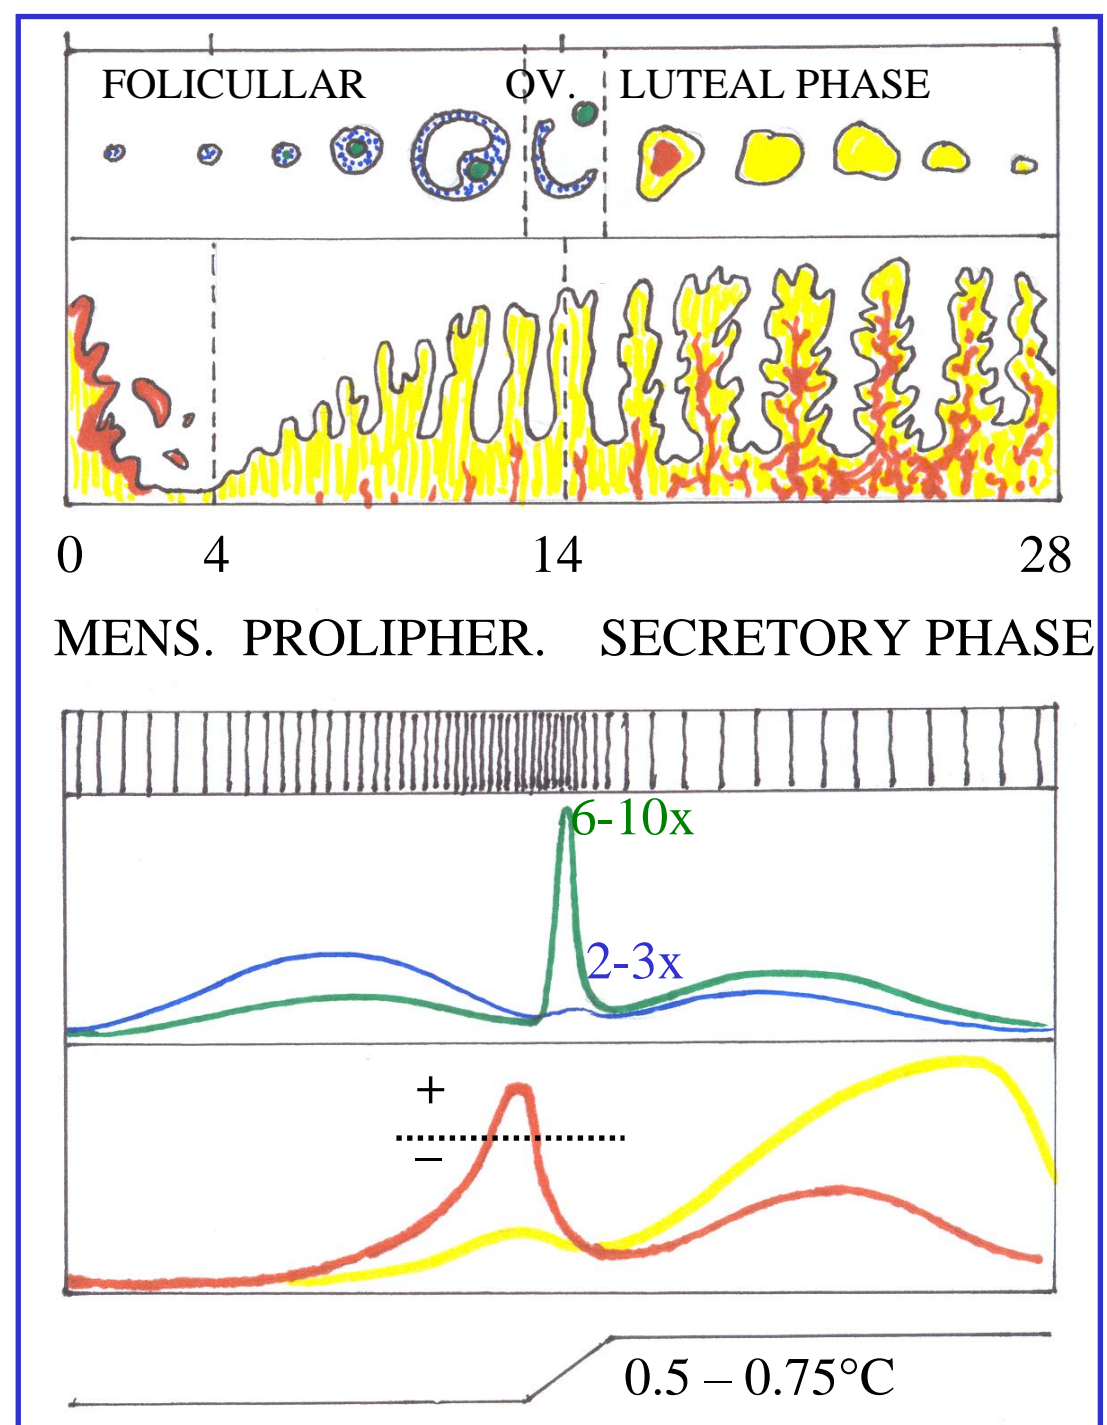 FOLICULLAR OV. LUTEAL PHASE
0 4 14 28
MENS. PROLIPHER. SECRETORY PHASE
6-10x
2-3x
+
–
0.5 – 0.75°C